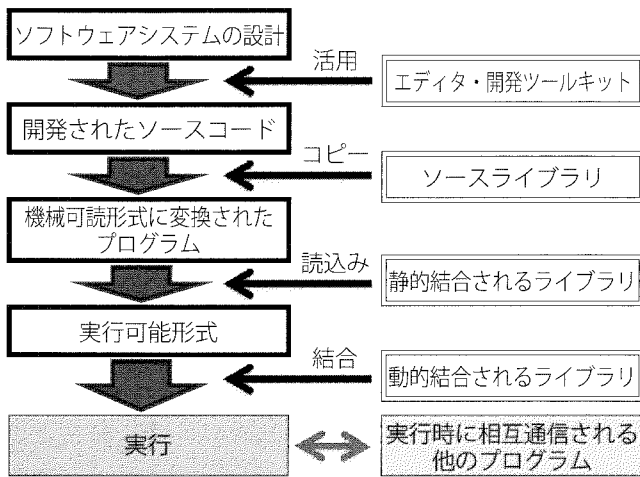 ソフトウェアシステムの設計
活用
エディタ・開発ツールキット
開発されたソースコード
コピー
ソースライブラリ
機械可読形式に変換された
プログラム
読込み
静的結合されるライブラリ
実行可能形式
結合
動的結合されるライブラリ
実行
実行時に相互通信される
他のプログラム